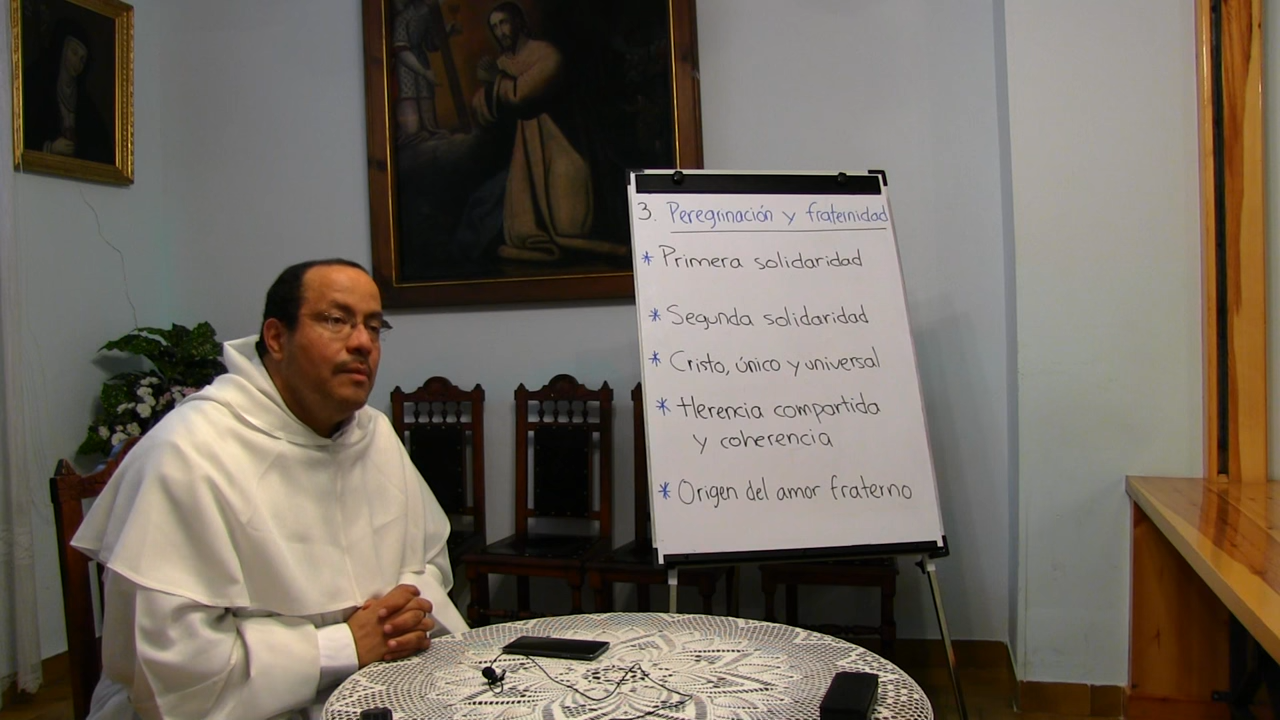 3. Peregrinación y fraternidad
* Primera solidaridad
* Segunda solidaridad
* Cristo, único y universal
* Herencia compartida
y coherencia
* Origen del amor fraterno